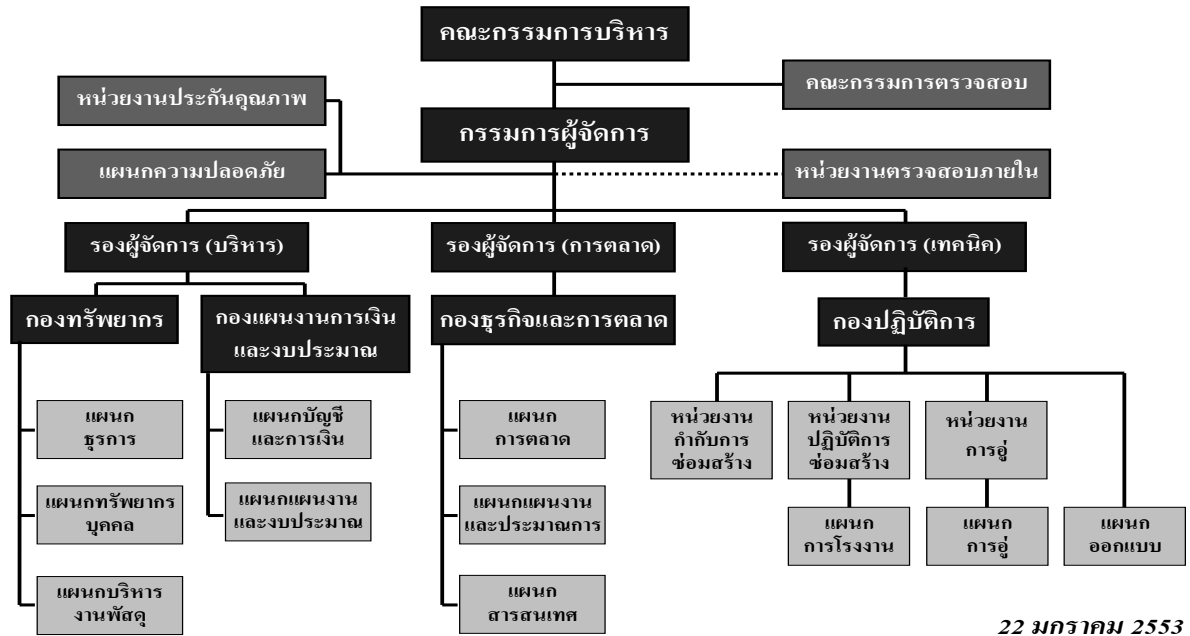 คณะกรรมการบริหาร
หน่วยงานประกันคุณภาพ
คณะกรรมการตรวจสอบ
กรรมการผู้จัดการ
แผนกความปลอดภัย
หน่วยงานตรวจสอบภายใน
รองผู้จัดการ (บริหาร)
รองผู้จัดการ (การตลาด)
รองผู้จัดการ (เทคนิค)
กองทรัพยากร
กองแผนงานการเงิน
และงบประมาณ
กองธุรกิจและการตลาด
กองปฏิบัติการ
แผนก
ธุรการ
แผนกบัญชี
และการเงิน
แผนก
การตลาด
หน่วยงาน
กำกับการ
ซ่อมสร้าง
หน่วยงาน
ปฏิบัติการ
ซ่อมสร้าง
หน่วยงาน
การอู่
แผนกทรัพยากร
บุคคล
แผนกแผนงาน
และงบประมาณ
แผนกแผนงาน
และประมาณการ
แผนก
การโรงงาน
แผนก
การอู่
แผนก
ออกแบบ
แผนกบริหาร
งานพัสดุ
แผนก
สารสนเทศ
22 มกราคม 2553